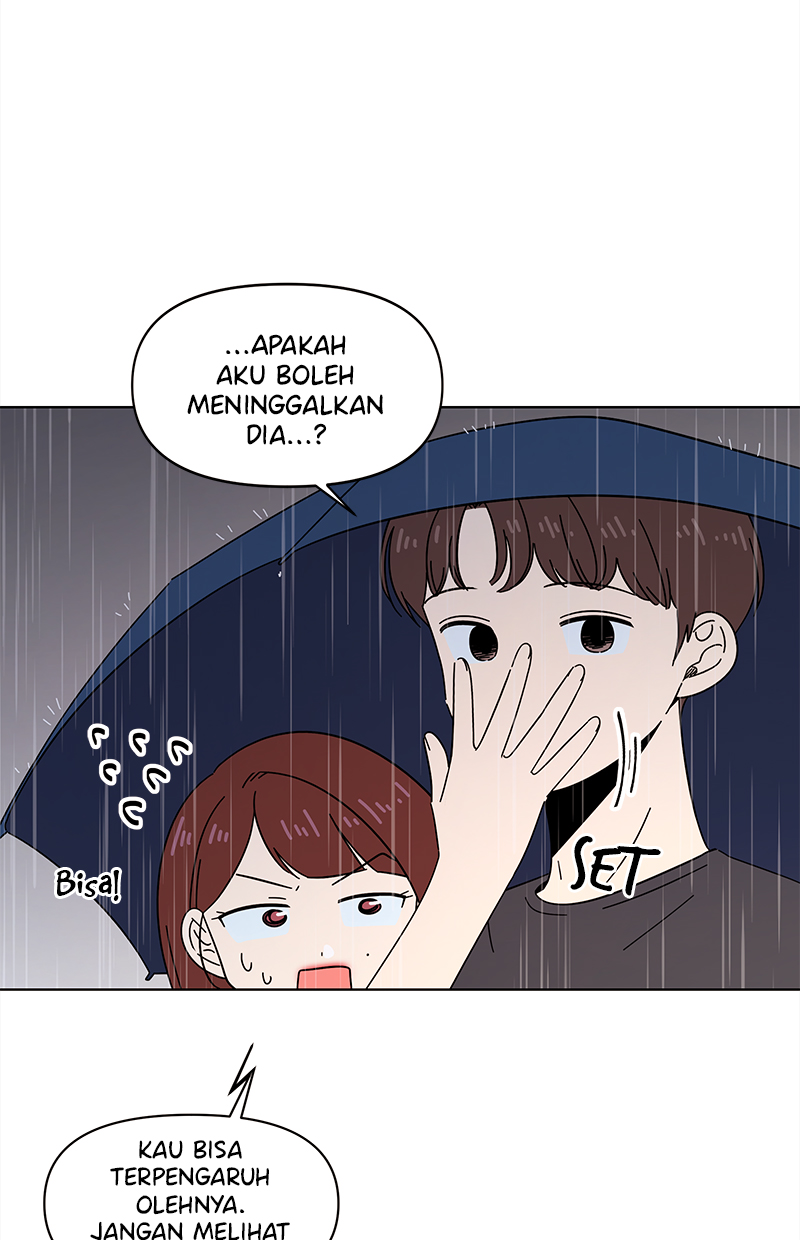 ...APAKAH
AKU BOLEH
MENINGGALKAN
DIA...?
Bisa!
SET
KAU BISA
TERPENGARUH
OLEHNYA.
JANGAN MELIHAT